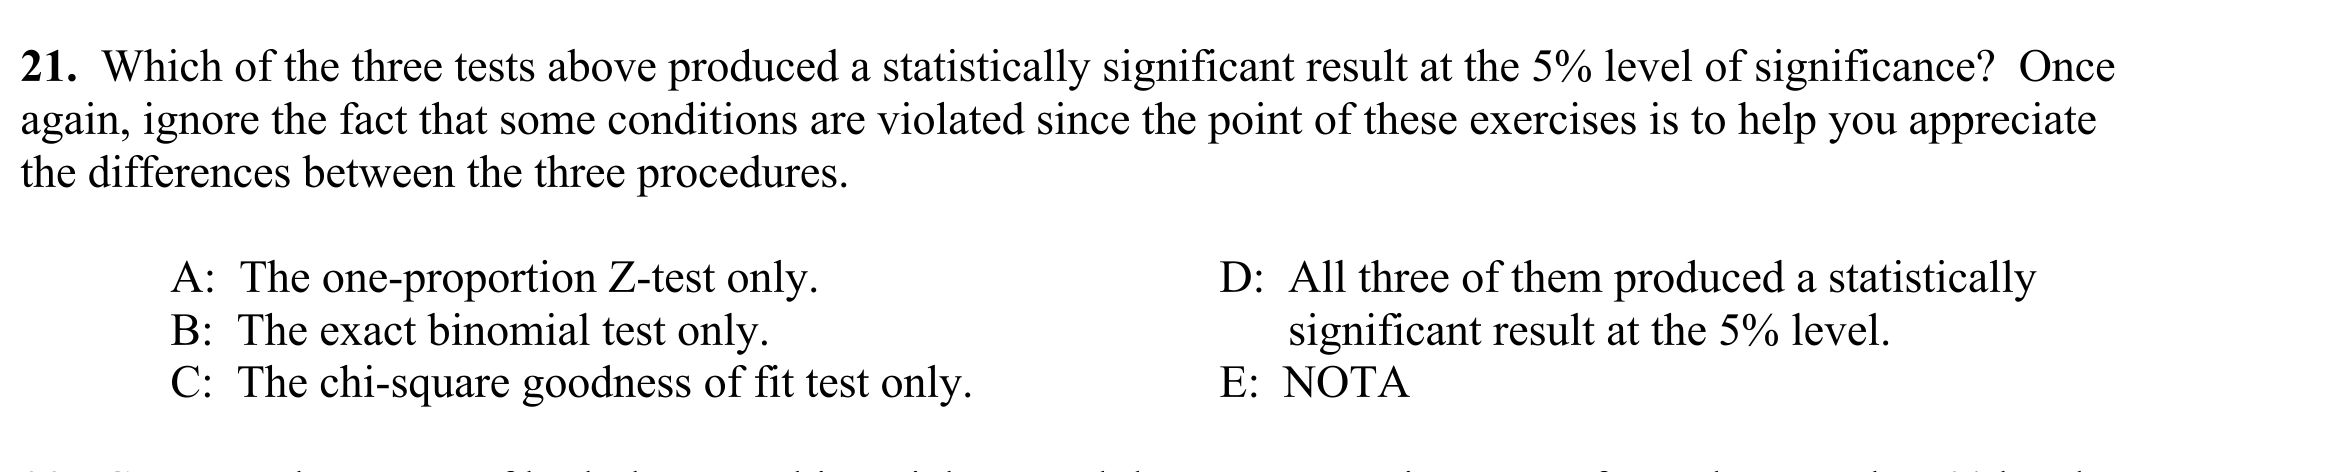 21. Which of the three tests above produced a statistically significant result at the 5% level of significance? Once
again, ignore the fact that some conditions are violated since the point of these exercises is to help you appreciate
the differences between the three procedures.
A: The one-proportion Z-test only.
B: The exact binomial test only.
C: The chi-square goodness of fit test only.
D: All three of them produced a statistically
significant result at the 5% level.
E: NOTA